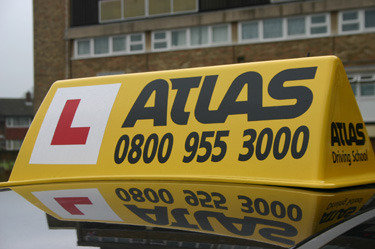 L ATLAS
0800 955 3000
ATLAS
Driving School